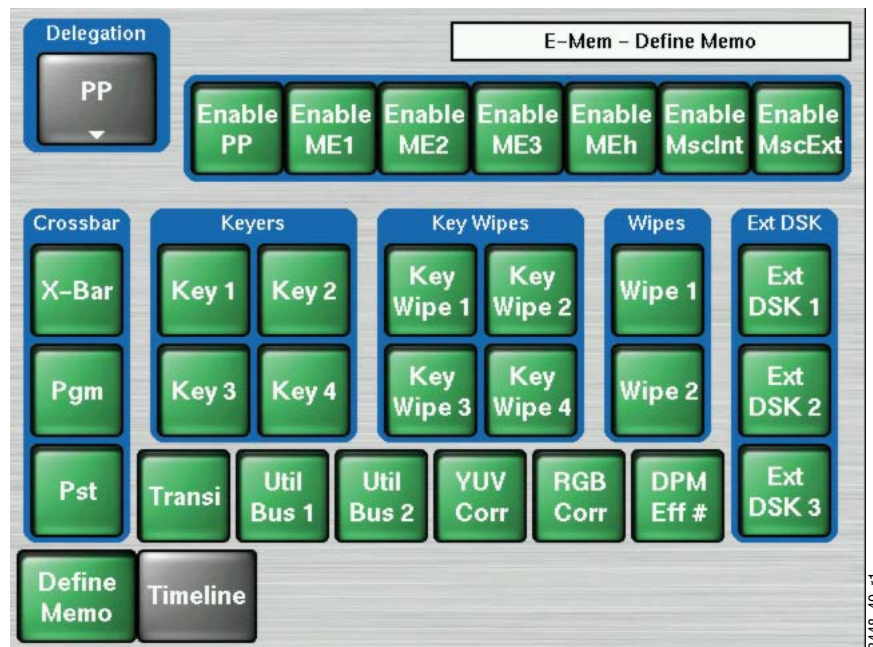 Delegation
E-Mem - Define Memo
PP
Enable PP
Enable ME1
Enable ME2
Enable ME3
Enable MEh
Enable MscInt
Enable MscExt
Crossbar
Keyers
Key Wipes
Wipes
Ext DSK
X-Bar
Key 1
Key 2
Key Wipe 1
Key Wipe 2
Wipe 1
Ext DSK 1
Pgm
Key 3
Key 4
Key Wipe 3
Key Wipe 4
Wipe 2
Ext DSK 2
Pst
Transi
Util Bus 1
Util Bus 2
YUV Corr
RGB Corr
DPM Eff #
Ext DSK 3
Define Memo
Timeline